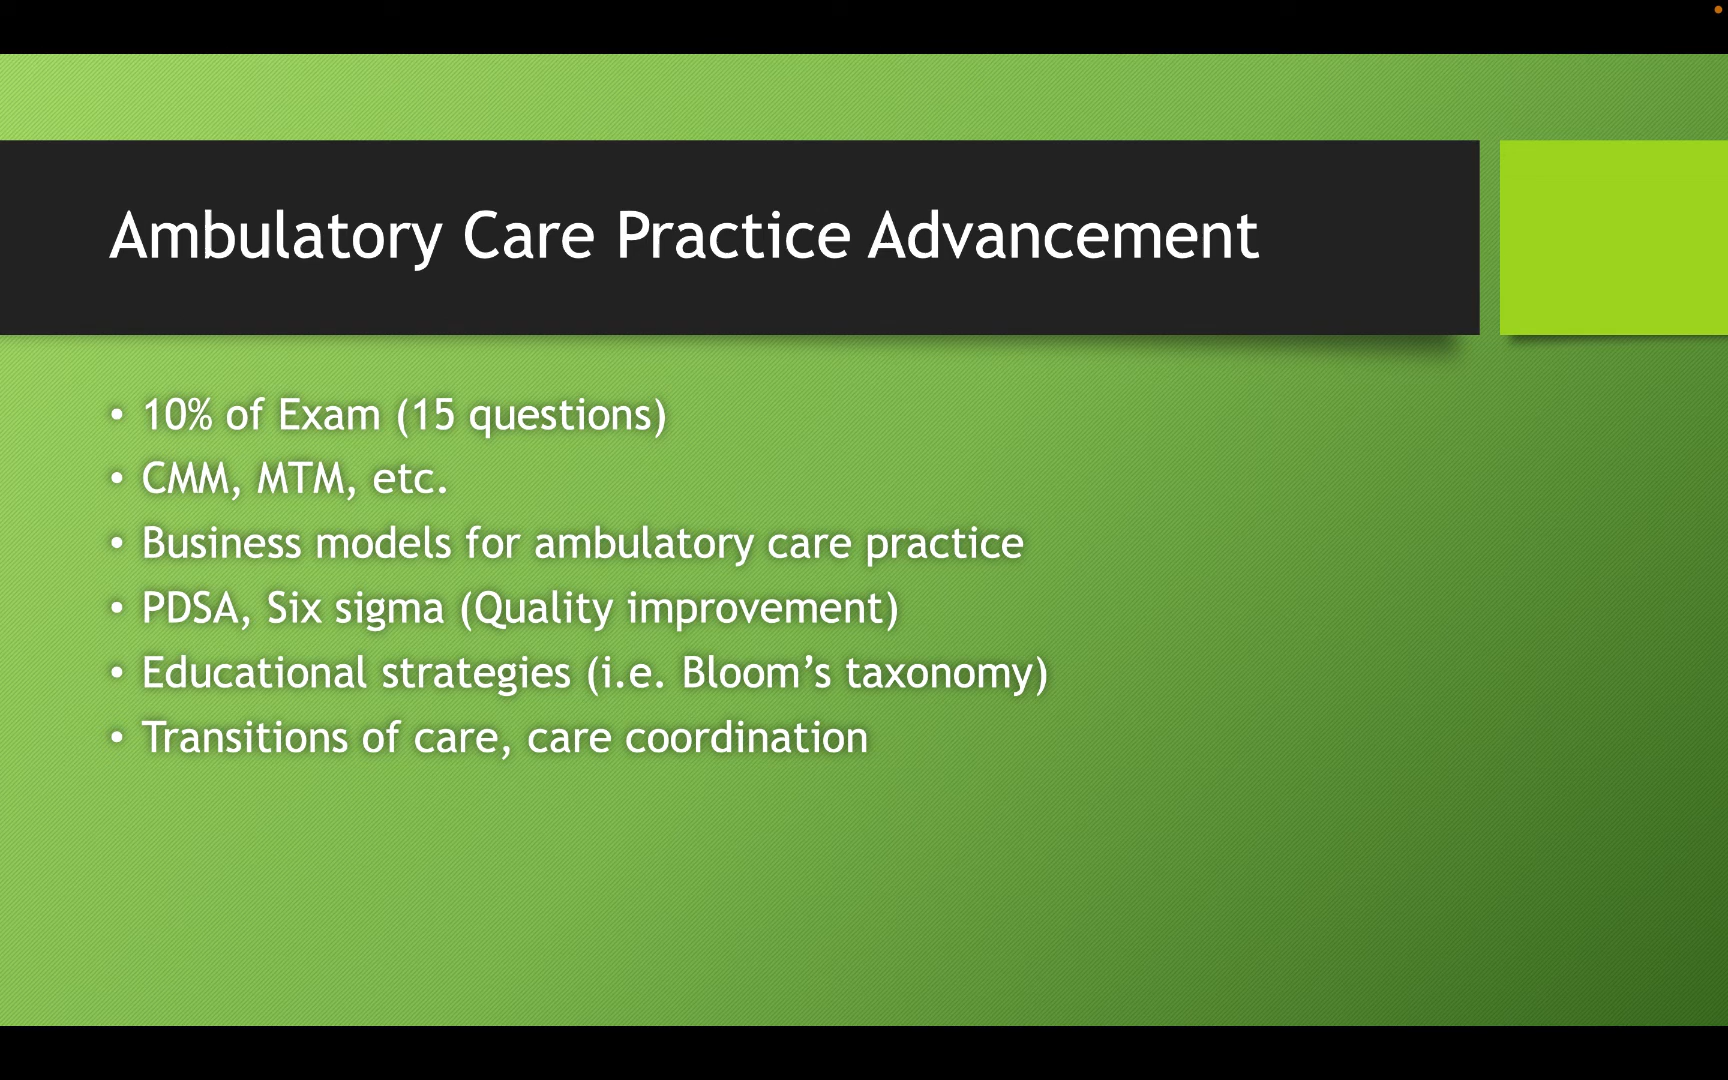 Ambulatory Care Practice Advancement
• 10% of Exam (15 questions)
• CMM, MTM, etc.
• Business models for ambulatory care practice
• PDSA, Six sigma (Quality improvement)
• Educational strategies (i.e. Bloom’s taxonomy)
• Transitions of care, care coordination